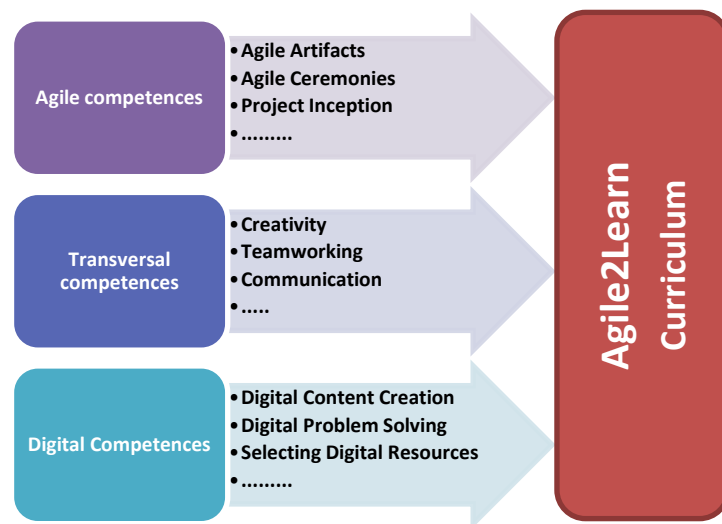 Agile competences
•Agile Artifacts
•Agile Ceremonies
•Project Inception
•.........
Transversal
competences
•Creativity
•Teamworking
•Communication
•.....
Digital Competences
•Digital Content Creation
•Digital Problem Solving
•Selecting Digital Resources
•.........
Agile2Learn
Curriculum